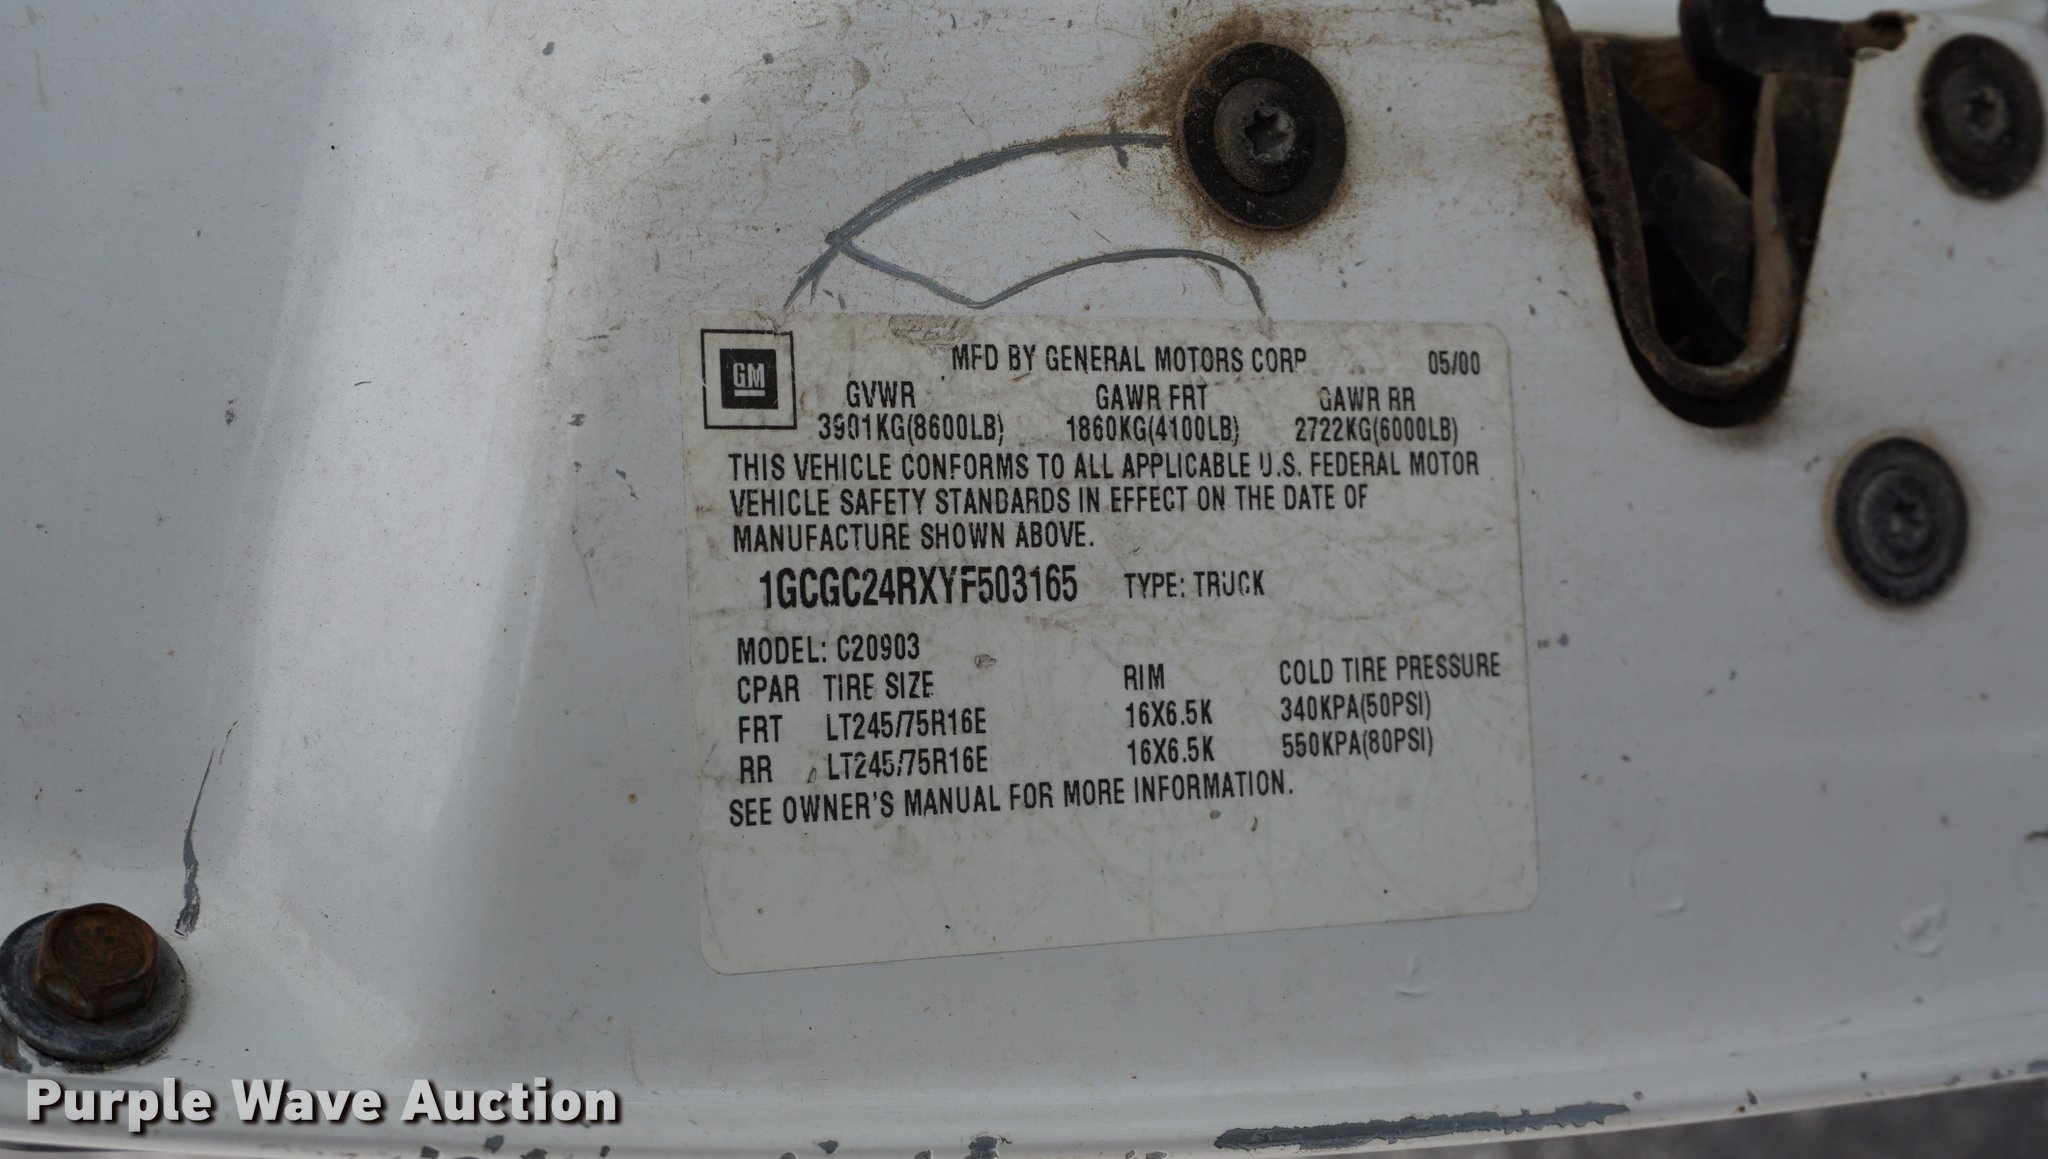 GM
MFD BY GENERAL MOTORS CORP 05/00
GVWR GAWR FRT GAWR RR
3901KG(8600LB) 1860KG(4100LB) 2722KG(6000LB)
THIS VEHICLE CONFORMS TO ALL APPLICABLE U.S. FEDERAL MOTOR
VEHICLE SAFETY STANDARDS IN EFFECT ON THE DATE OF
MANUFACTURE SHOWN ABOVE.
1GCGC24RXYF503165 TYPE: TRUCK
MODEL: C20903
CPAR TIRE SIZE RIM COLD TIRE PRESSURE
FRT LT245/75R16E 16X6.5K 340KPA(50PSI)
RR LT245/75R16E 16X6.5K 550KPA(80PSI)
SEE OWNER'S MANUAL FOR MORE INFORMATION.
Purple Wave Auction